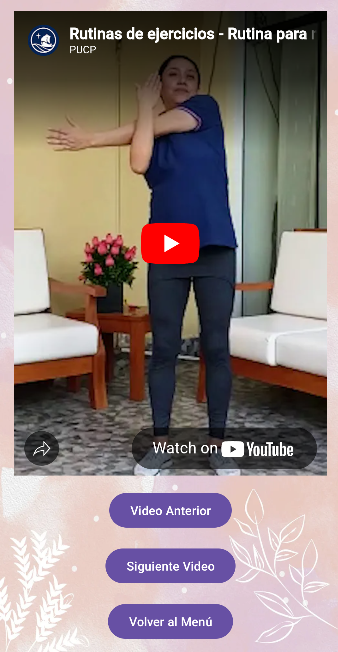 Rutinas de ejercicios - Rutina para
PUCP
Watch on YouTube
Video Anterior
Siguiente Video
Volver al Menú